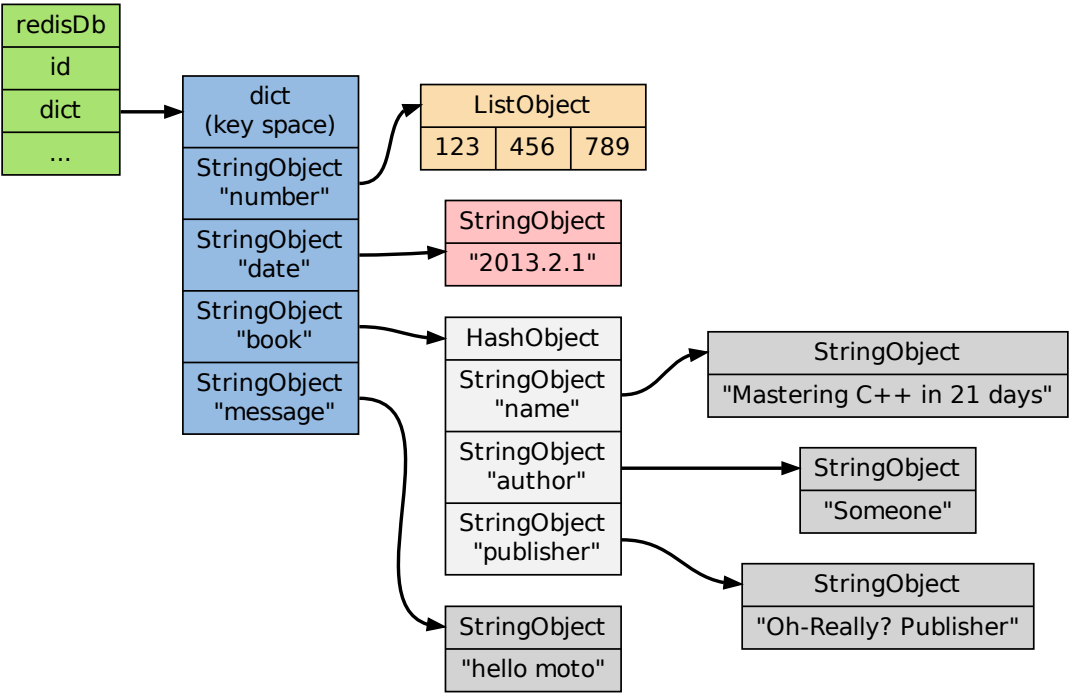 redisDb
id
dict
...
dict
(key space)
StringObject
"number"
StringObject
"date"
StringObject
"book"
StringObject
"message"
ListObject
123 456 789
StringObject
"2013.2.1"
HashObject
StringObject
"name"
StringObject
"author"
StringObject
"publisher"
StringObject
"Mastering C++ in 21 days"
StringObject
"Someone"
StringObject
"Oh-Really? Publisher"
StringObject
"hello moto"